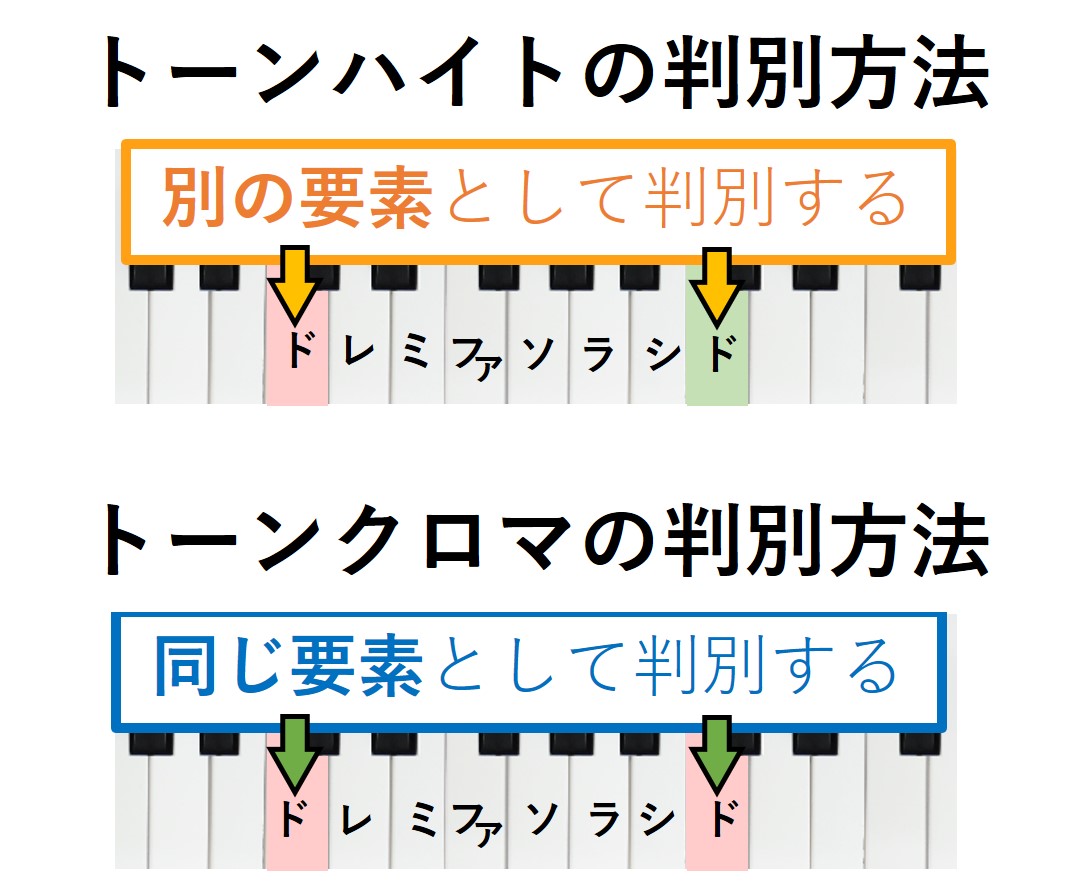 トーンハイトの判別方法
別の要素として判別する
ド レ ミ ファ ソ ラ シ ド
トーンクロマの判別方法
同じ要素として判別する
ド レ ミ ファ ソ ラ シ ド